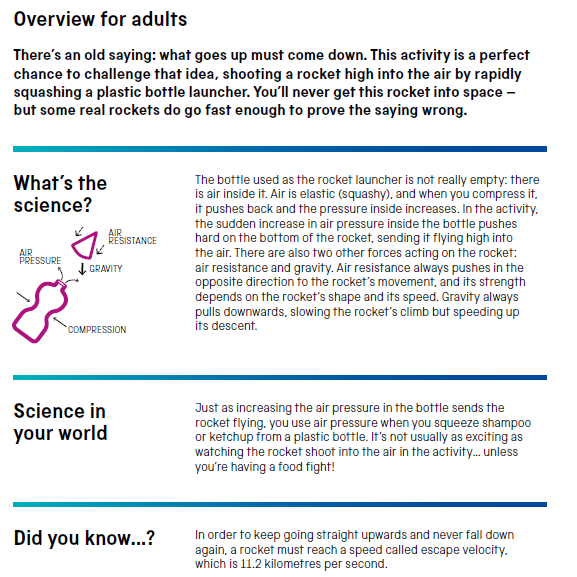 Overview for adults
There's an old saying: what goes up must come down. This activity is a perfect
chance to challenge that idea, shooting a rocket high into the air by rapidly
squashing a plastic bottle launcher. You'll never get this rocket into space –
but some real rockets do go fast enough to prove the saying wrong.
What's the
science?
AIR
RESISTANCE
AIR
PRESSURE
GRAVITY
COMPRESSION
The bottle used as the rocket launcher is not really empty: there
is air inside it. Air is elastic (squashy), and when you compress it,
it pushes back and the pressure inside increases. In the activity,
the sudden increase in air pressure inside the bottle pushes
hard on the bottom of the rocket, sending it flying high into
the air. There are also two other forces acting on the rocket:
air resistance and gravity. Air resistance always pushes in the
opposite direction to the rocket's movement, and its strength
depends on the rocket's shape and its speed. Gravity always
pulls downwards, slowing the rocket's climb but speeding up
its descent.
Science in
your world
Just as increasing the air pressure in the bottle sends the
rocket flying, you use air pressure when you squeeze shampoo
or ketchup from a plastic bottle. It's not usually as exciting as
watching the rocket shoot into the air in the activity... unless
you're having a food fight!
Did you know...?
In order to keep going straight upwards and never fall down
again, a rocket must reach a speed called escape velocity,
which is 11.2 kilometres per second.